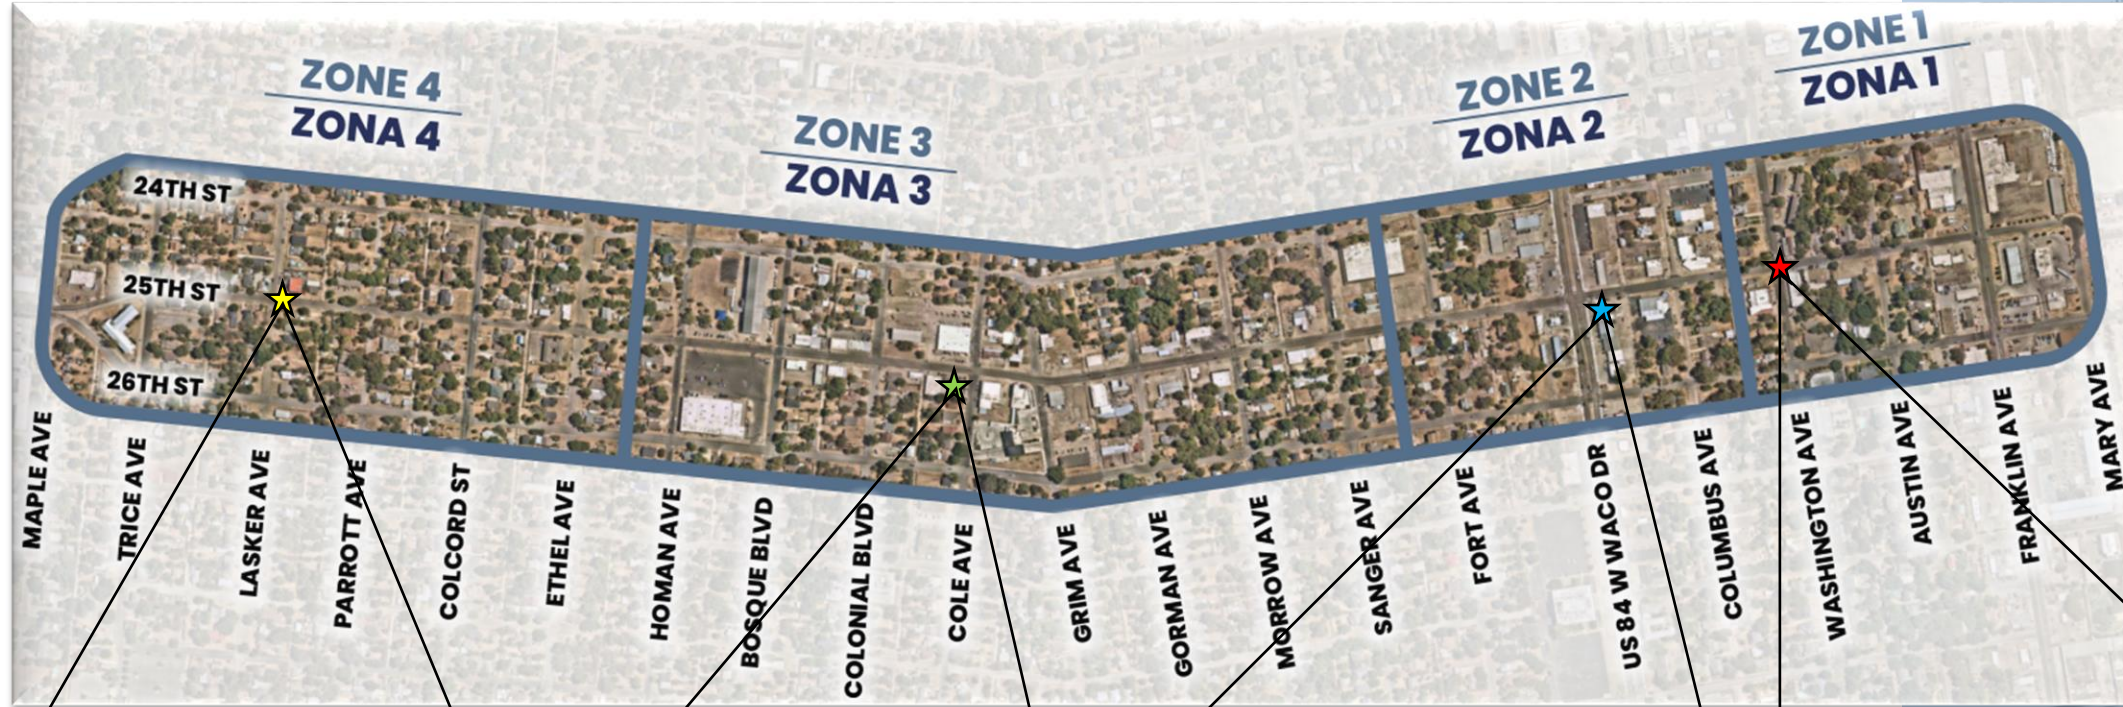 ZONE 4
ZONA 4
ZONE 3
ZONA 3
ZONE 2
ZONA 2
ZONE 1
ZONA 1
24TH ST
25TH ST
26TH ST
MAPLE AVE
TRICE AVE
LASKER AVE
PARROTT AVE
COLCORD ST
ETHEL AVE
HOMAN AVE
BOSQUE BLVD
COLONIAL BLVD
COLE AVE
GRIM AVE
GORMAN AVE
MORROW AVE
SANGER AVE
FORT AVE
US 84 W WACO DR
COLUMBUS AVE
WASHINGTON AVE
AUSTIN AVE
FRANKLIN AVE
MARY AVE